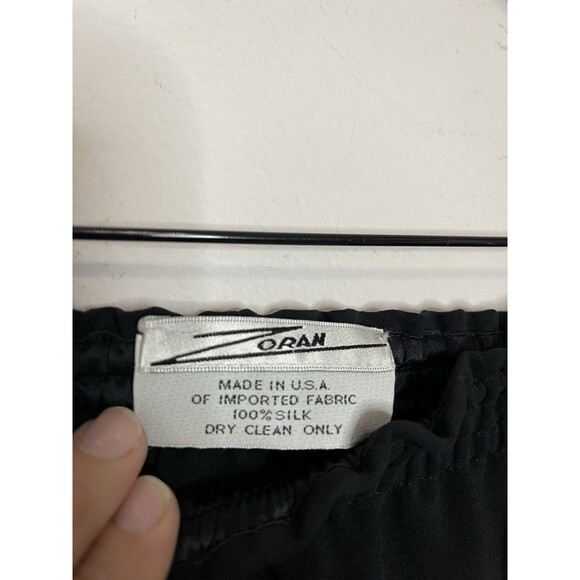 ZORAN
MADE IN U.S.A.
OF IMPORTED FABRIC
100% SILK
DRY CLEAN ONLY